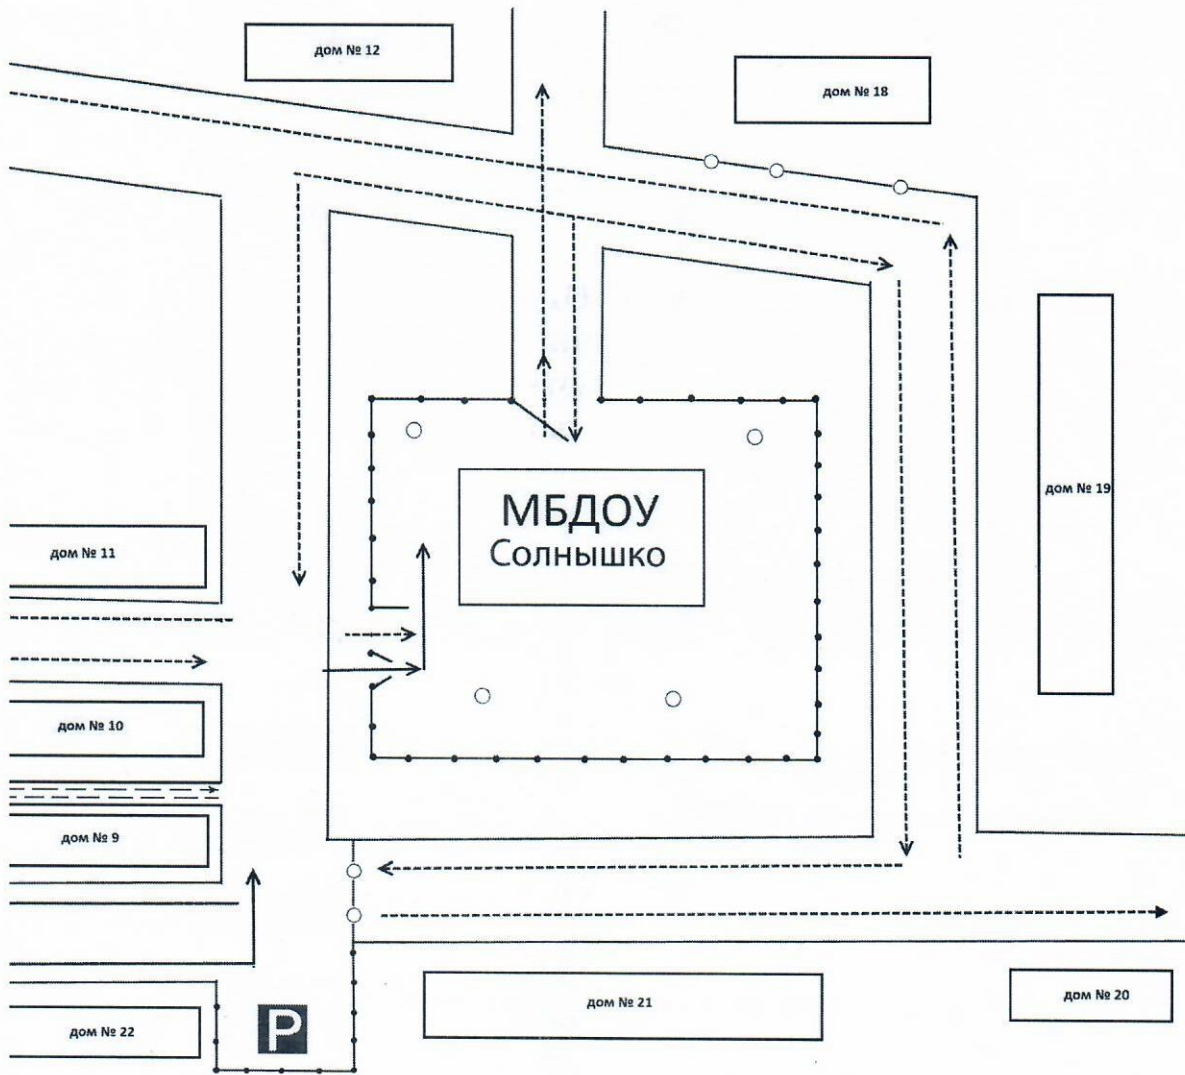 дом № 12
дом № 18
МБДОУ
Солнышко
дом № 19
дом № 11
дом № 10
дом № 9
дом № 21
дом № 20
дом № 22
P